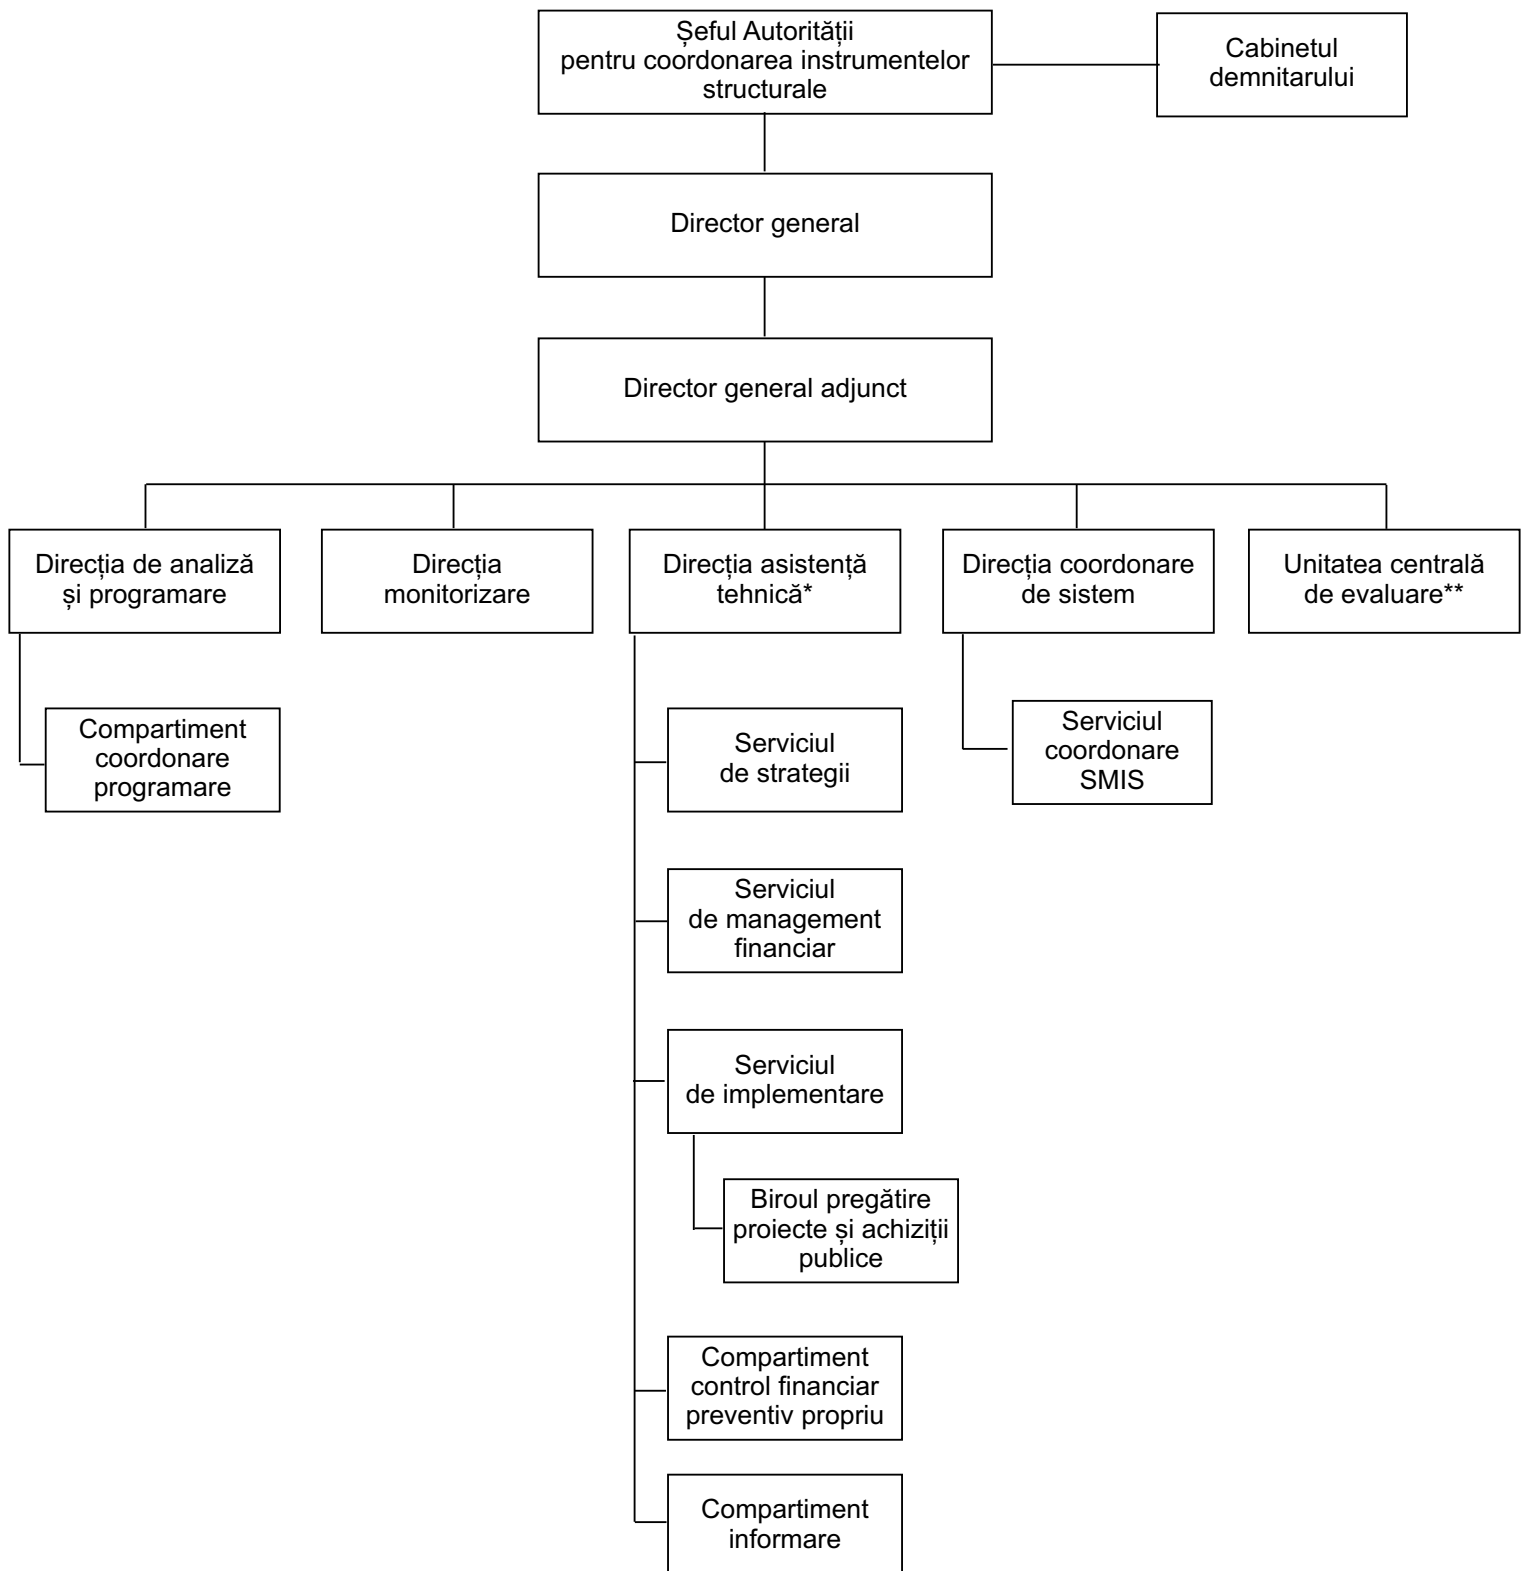 Șeful Autorității
pentru coordonarea instrumentelor
structurale
Cabinetul
demnitarului
Director general
Director general adjunct
Direcția de analiză
și programare
Direcția
monitorizare
Direcția asistență
tehnică*
Direcția coordonare
de sistem
Unitatea centrală
de evaluare**
Compartiment
coordonare
programare
Serviciul
de strategii
Serviciul
coordonare
SMIS
Serviciul
de management
financiar
Serviciul
de implementare
Biroul pregătire
proiecte și achiziții
publice
Compartiment
control financiar
preventiv propriu
Compartiment
informare